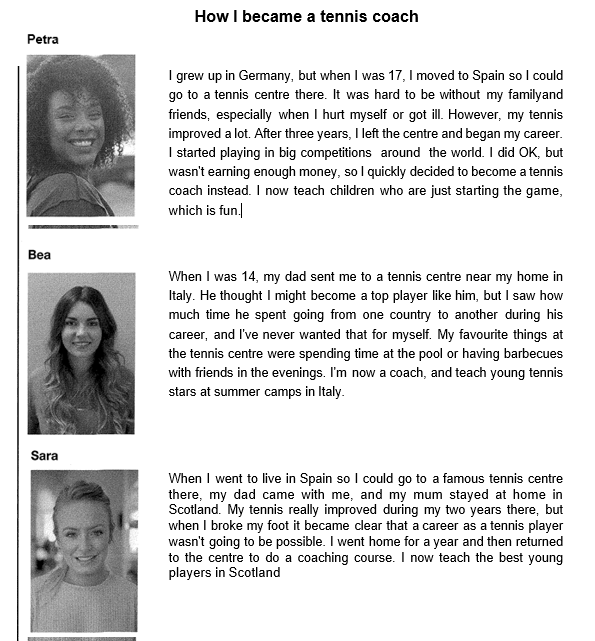 How I became a tennis coach
Petra
I grew up in Germany, but when I was 17, I moved to Spain so I could
go to a tennis centre there. It was hard to be without my familyand
friends, especially when I hurt myself or got ill. However, my tennis
improved a lot. After three years, I left the centre and began my career.
I started playing in big competitions around the world. I did OK, but
wasn't earning enough money, so I quickly decided to become a tennis
coach instead. I now teach children who are just starting the game,
which is fun.
Bea
When I was 14, my dad sent me to a tennis centre near my home in
Italy. He thought I might become a top player like him, but I saw how
much time he spent going from one country to another during his
career, and I've never wanted that for myself. My favourite things at
the tennis centre were spending time at the pool or having barbecues
with friends in the evenings. I'm now a coach, and teach young tennis
stars at summer camps in Italy.
Sara
When I went to live in Spain so I could go to a famous tennis centre
there, my dad came with me, and my mum stayed at home in
Scotland. My tennis really improved during my two years there, but
when I broke my foot it became clear that a career as a tennis player
wasn't going to be possible. I went home for a year and then returned
to the centre to do a coaching course. I now teach the best young
players in Scotland